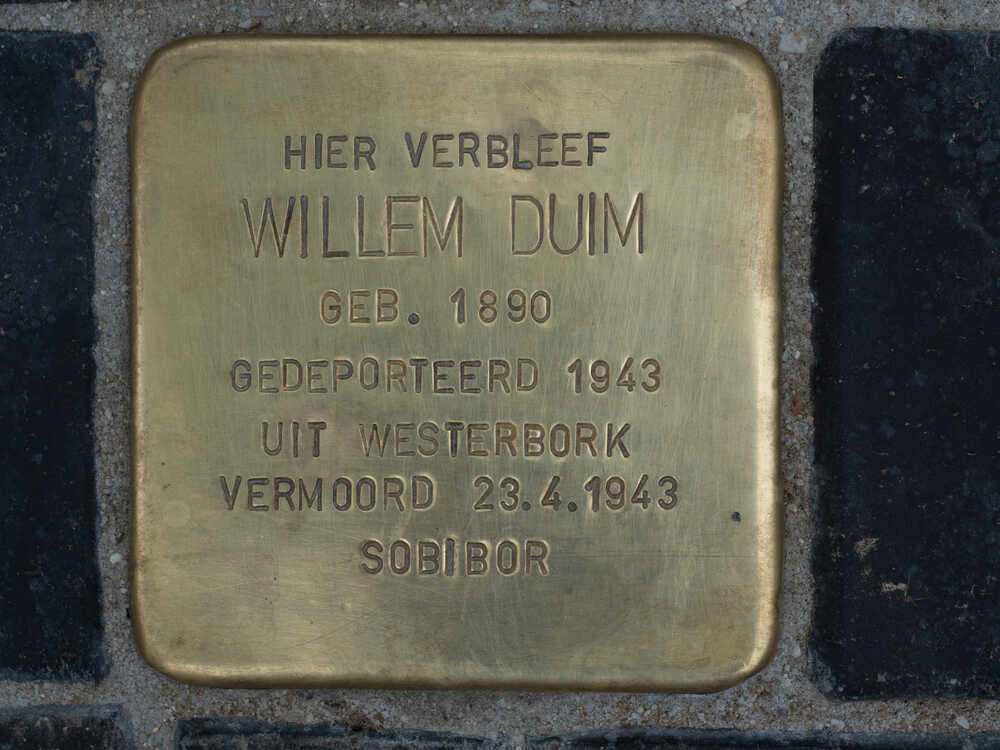 HIER VERBLEEF
WILLEM DUIM
GEB. 1890
GEDEPORTEERD 1943
UIT WESTERBORK
VERMOORD 23.4.1943
SOBIBOR